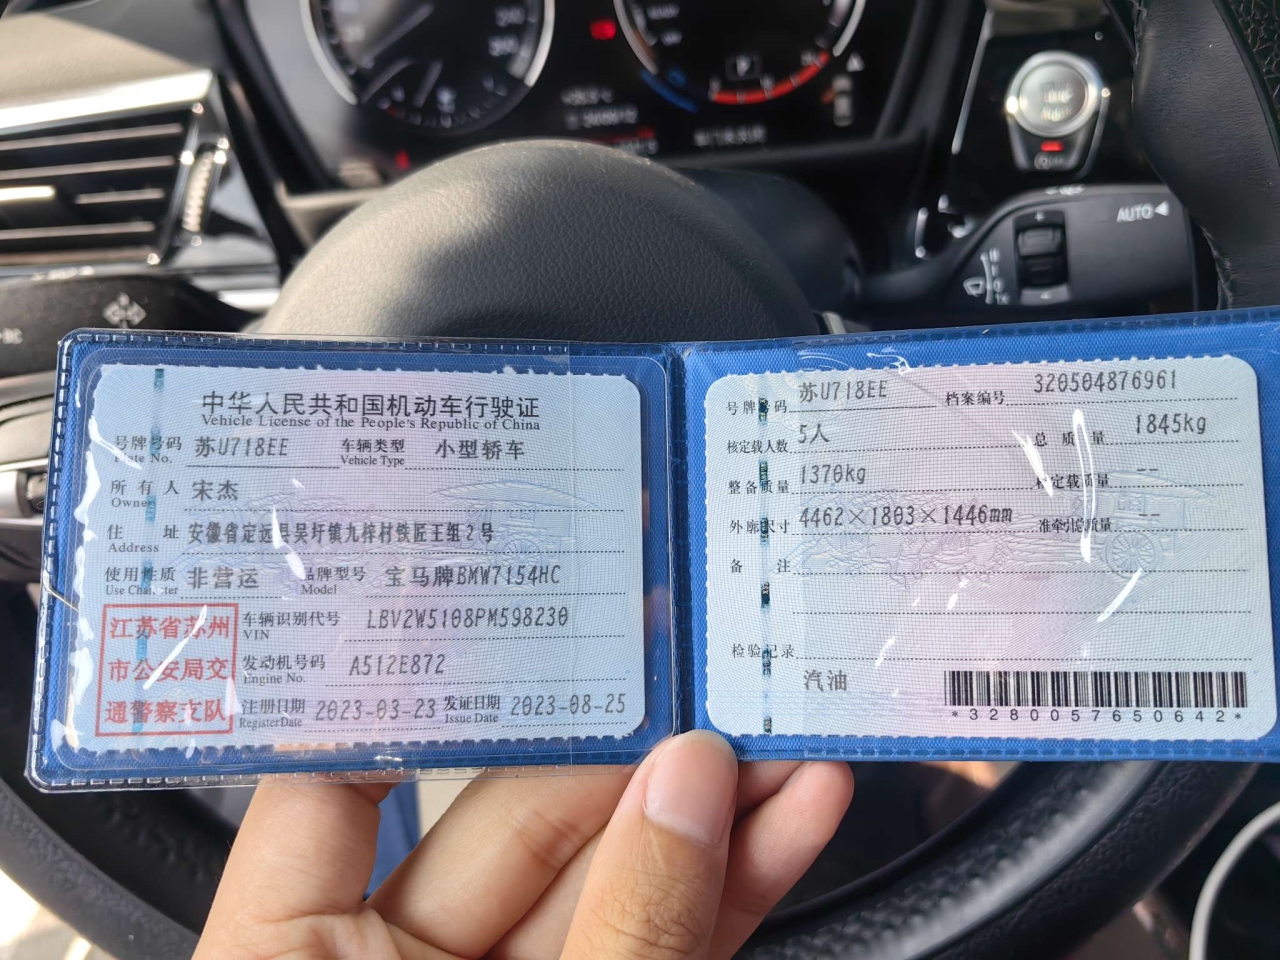 中华人民共和国机动车行驶证
Vehicle License of the People's Republic of China
号牌号码 苏U718EE 车辆类型 小型轿车
Plate No. Vehicle Type
所有人 宋杰
Owner
住址 安徽省定远县吴圩镇九梓村铁匠王组2号
Address
使用性质 非营运 品牌型号 宝马牌BMW7154HC
Use Character Model
江苏省苏州
市公安局交
通警察支队
车辆识别代号 LBV2W5108PM598230
VIN
发动机号码 A512E872
Engine No.
注册日期 2023-03-23 发证日期 2023-08-25
Register Date Issue Date
号牌号码 苏U718EE 档案编号 320504876961
核定载人数 5人 总质量 1845kg
整备质量 1370kg 核定载质量 --
外廓尺寸 4462×1803×1446mm 准牵引总质量 --
备注
检验记录
汽油
*3280057650642*
AUTO
P